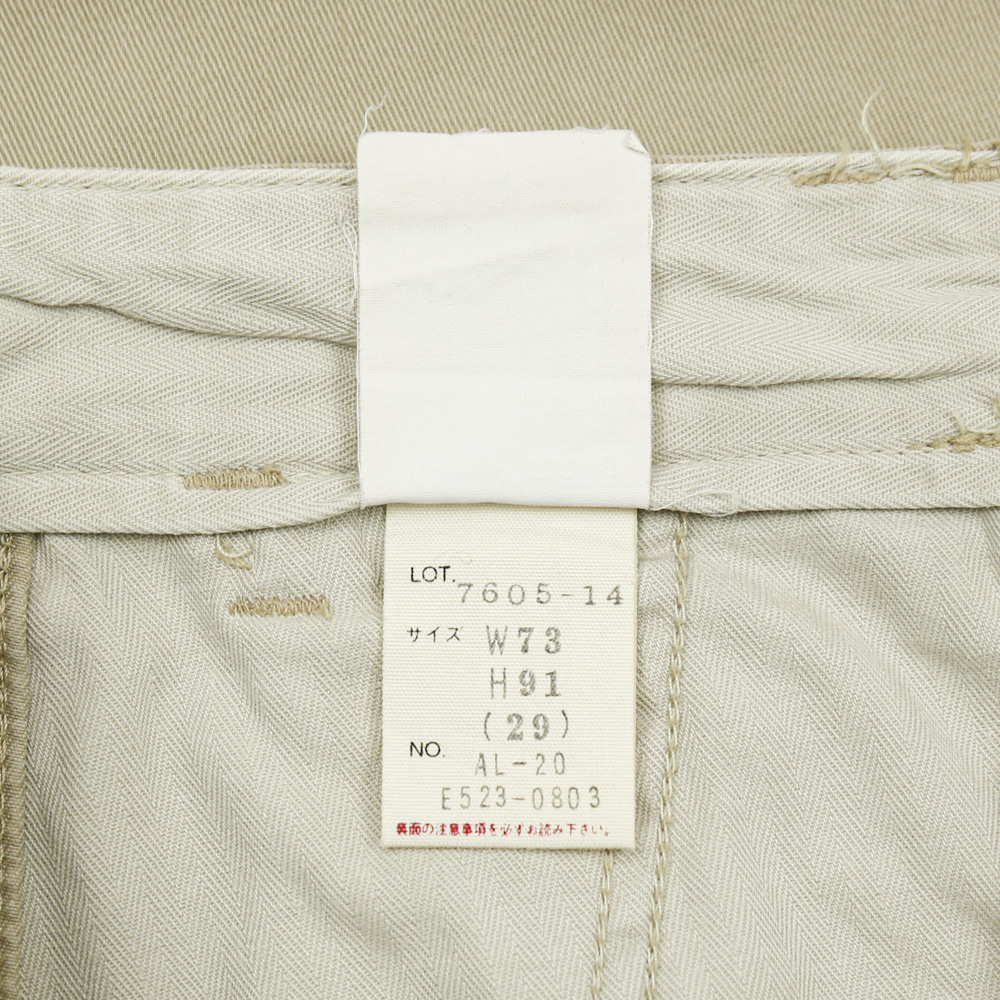 LOT. 7605-14
サイズ W73
H91
(29)
NO. AL-20
E523-0803
裏面の注意事項を必ずお読み下さい。